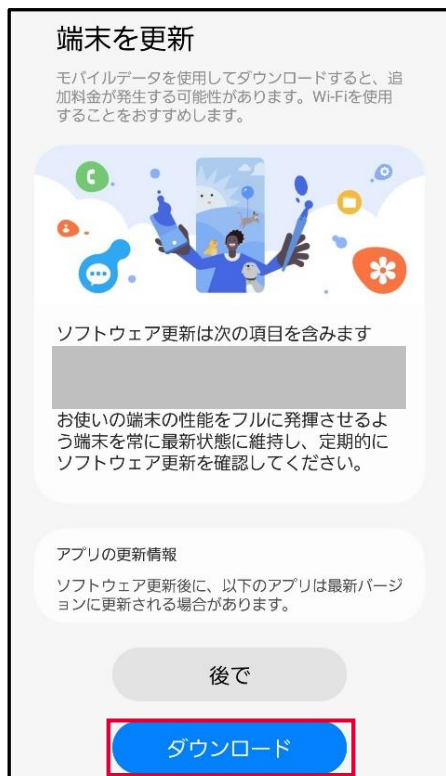 端末を更新
モバイルデータを使用してダウンロードすると、追
加料金が発生する可能性があります。Wi-Fiを使用
することをおすすめします。
ソフトウェア更新は次の項目を含みます
お使いの端末の性能をフルに発揮させるよ
う端末を常に最新状態に維持し、定期的に
ソフトウェア更新を確認してください。
アプリの更新情報
ソフトウェア更新後に、以下のアプリは最新バージ
ョンに更新される場合があります。
後で
ダウンロード